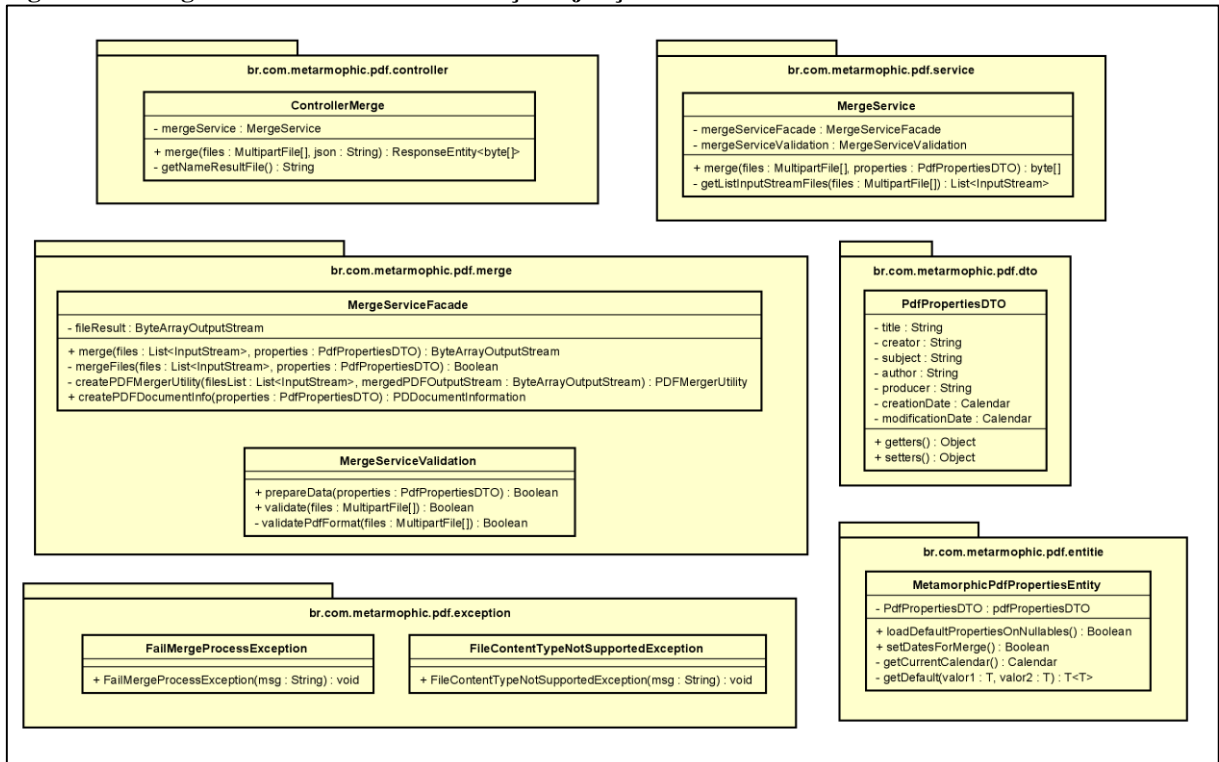 br.com.metarmophic.pdf.controller
ControllerMerge
- mergeService : MergeService
+ merge(files : MultipartFile[], json : String) : ResponseEntity<byte[]>
- getNameResultFile() : String
br.com.metarmophic.pdf.service
MergeService
- mergeServiceFacade : MergeServiceFacade
- mergeServiceValidation : MergeServiceValidation
+ merge(files : MultipartFile[], properties : PdfPropertiesDTO) : byte[]
- getListInputStreamFiles(files : MultipartFile[]) : List<InputStream>
br.com.metarmophic.pdf.merge
MergeServiceFacade
- fileResult : ByteArrayOutputStream
+ merge(files : List<InputStream>, properties : PdfPropertiesDTO) : ByteArrayOutputStream
- mergeFiles(files : List<InputStream>, properties : PdfPropertiesDTO) : Boolean
- createPDFMergerUtility(filesList : List<InputStream>, mergedPDFOutputStream : ByteArrayOutputStream) : PDFMergerUtility
+ createPDFDocumentInfo(properties : PdfPropertiesDTO) : PDDocumentInformation
MergeServiceValidation
+ prepareData(properties : PdfPropertiesDTO) : Boolean
+ validate(files : MultipartFile[]) : Boolean
- validatePdfFormat(files : MultipartFile[]) : Boolean
br.com.metarmophic.pdf.dto
PdfPropertiesDTO
- title : String
- creator : String
- subject : String
- author : String
- producer : String
- creationDate : Calendar
- modificationDate : Calendar
+ getters() : Object
+ setters() : Object
br.com.metarmophic.pdf.exception
FailMergeProcessException
+ FailMergeProcessException(msg : String) : void
FileContentTypeNotSupportedException
+ FileContentTypeNotSupportedException(msg : String) : void
br.com.metarmophic.pdf.entitie
MetamorphicPdfPropertiesEntity
- PdfPropertiesDTO : pdfPropertiesDTO
+ loadDefaultPropertiesOnNullables() : Boolean
+ setDatesForMerge() : Boolean
- getCurrentCalendar() : Calendar
- getDefault(valor1 : T, valor2 : T) : T<T>